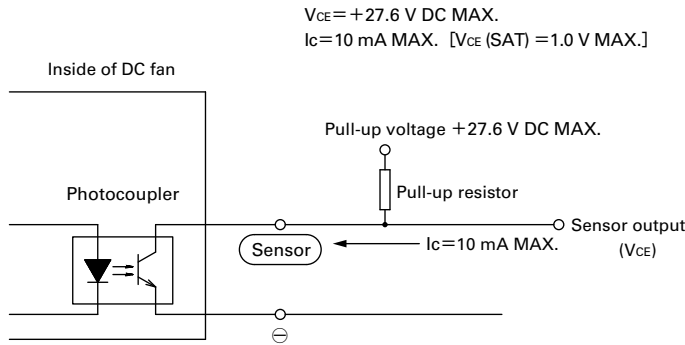 VCE=+27.6 V DC MAX.
Ic=10 mA MAX. [VCE (SAT) =1.0 V MAX.]
Inside of DC fan
Pull-up voltage +27.6 V DC MAX.
Photocoupler
Pull-up resistor
Sensor
Ic=10 mA MAX.
Sensor output
(VCE)
⊖